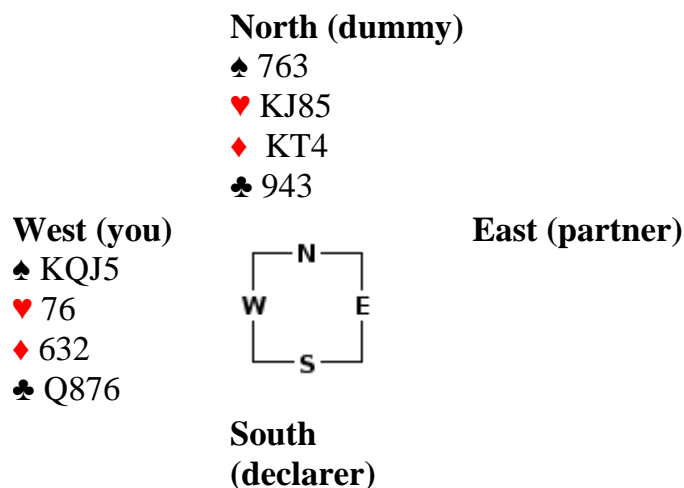 North (dummy)
♠ 763
♥ KJ85
♦ KT4
♣ 943
West (you)
East (partner)
♠ KQJ5
♥ 76
♦ 632
♣ Q876
N
W
E
S
South
(declarer)